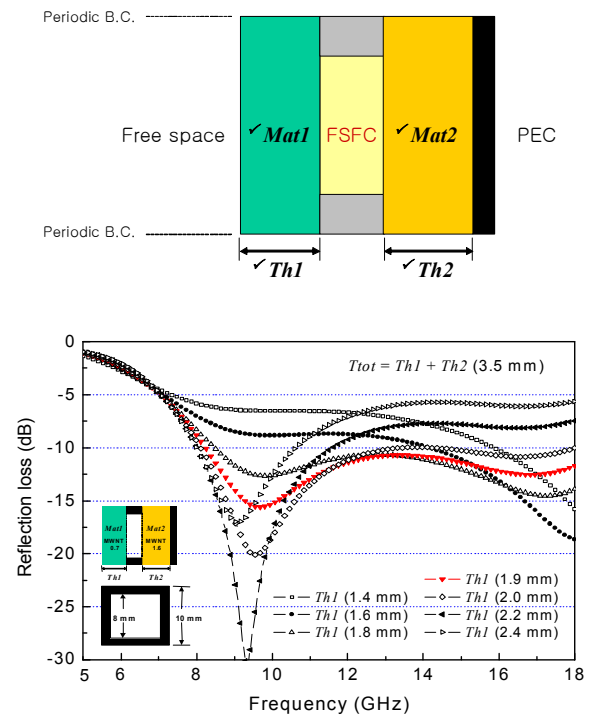 Periodic B.C.
Free space
✓Mat1
FSFC
✓Mat2
PEC
Periodic B.C.
✓Th1
✓Th2
0
-5
-10
-15
-20
-25
-30
Reflection loss (dB)
Ttot = Th1 + Th2 (3.5 mm)
Mat1
MWNT
0.7
Mat2
MWNT
1.6
Th1
Th2
8 mm
10 mm
Th1 (1.4 mm)
Th1 (1.6 mm)
Th1 (1.8 mm)
Th1 (1.9 mm)
Th1 (2.0 mm)
Th1 (2.2 mm)
Th1 (2.4 mm)
5 6 8 10 12 14 16 18
Frequency (GHz)